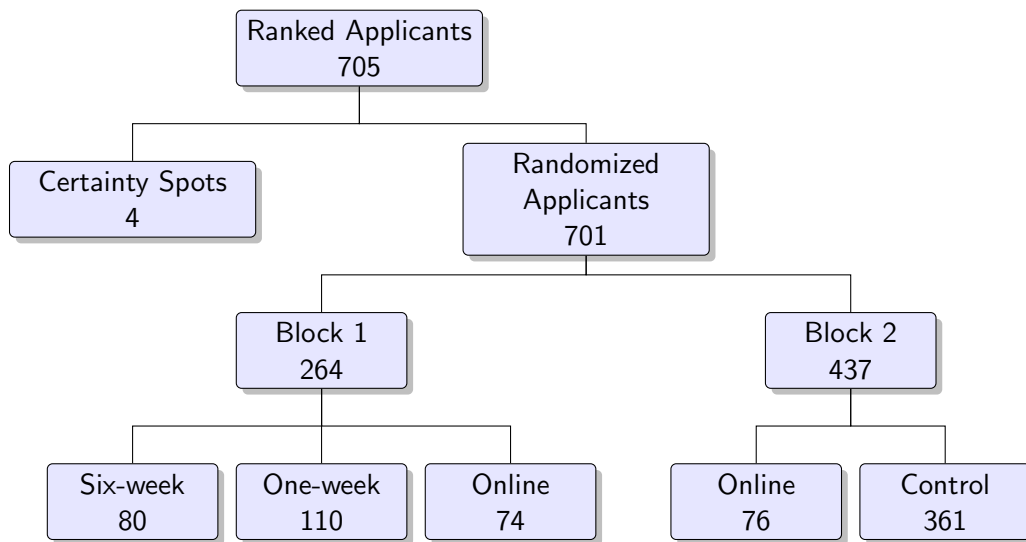 Ranked Applicants
705
Certainty Spots
4
Randomized
Applicants
701
Block 1
264
Block 2
437
Six-week
80
One-week
110
Online
74
Online
76
Control
361